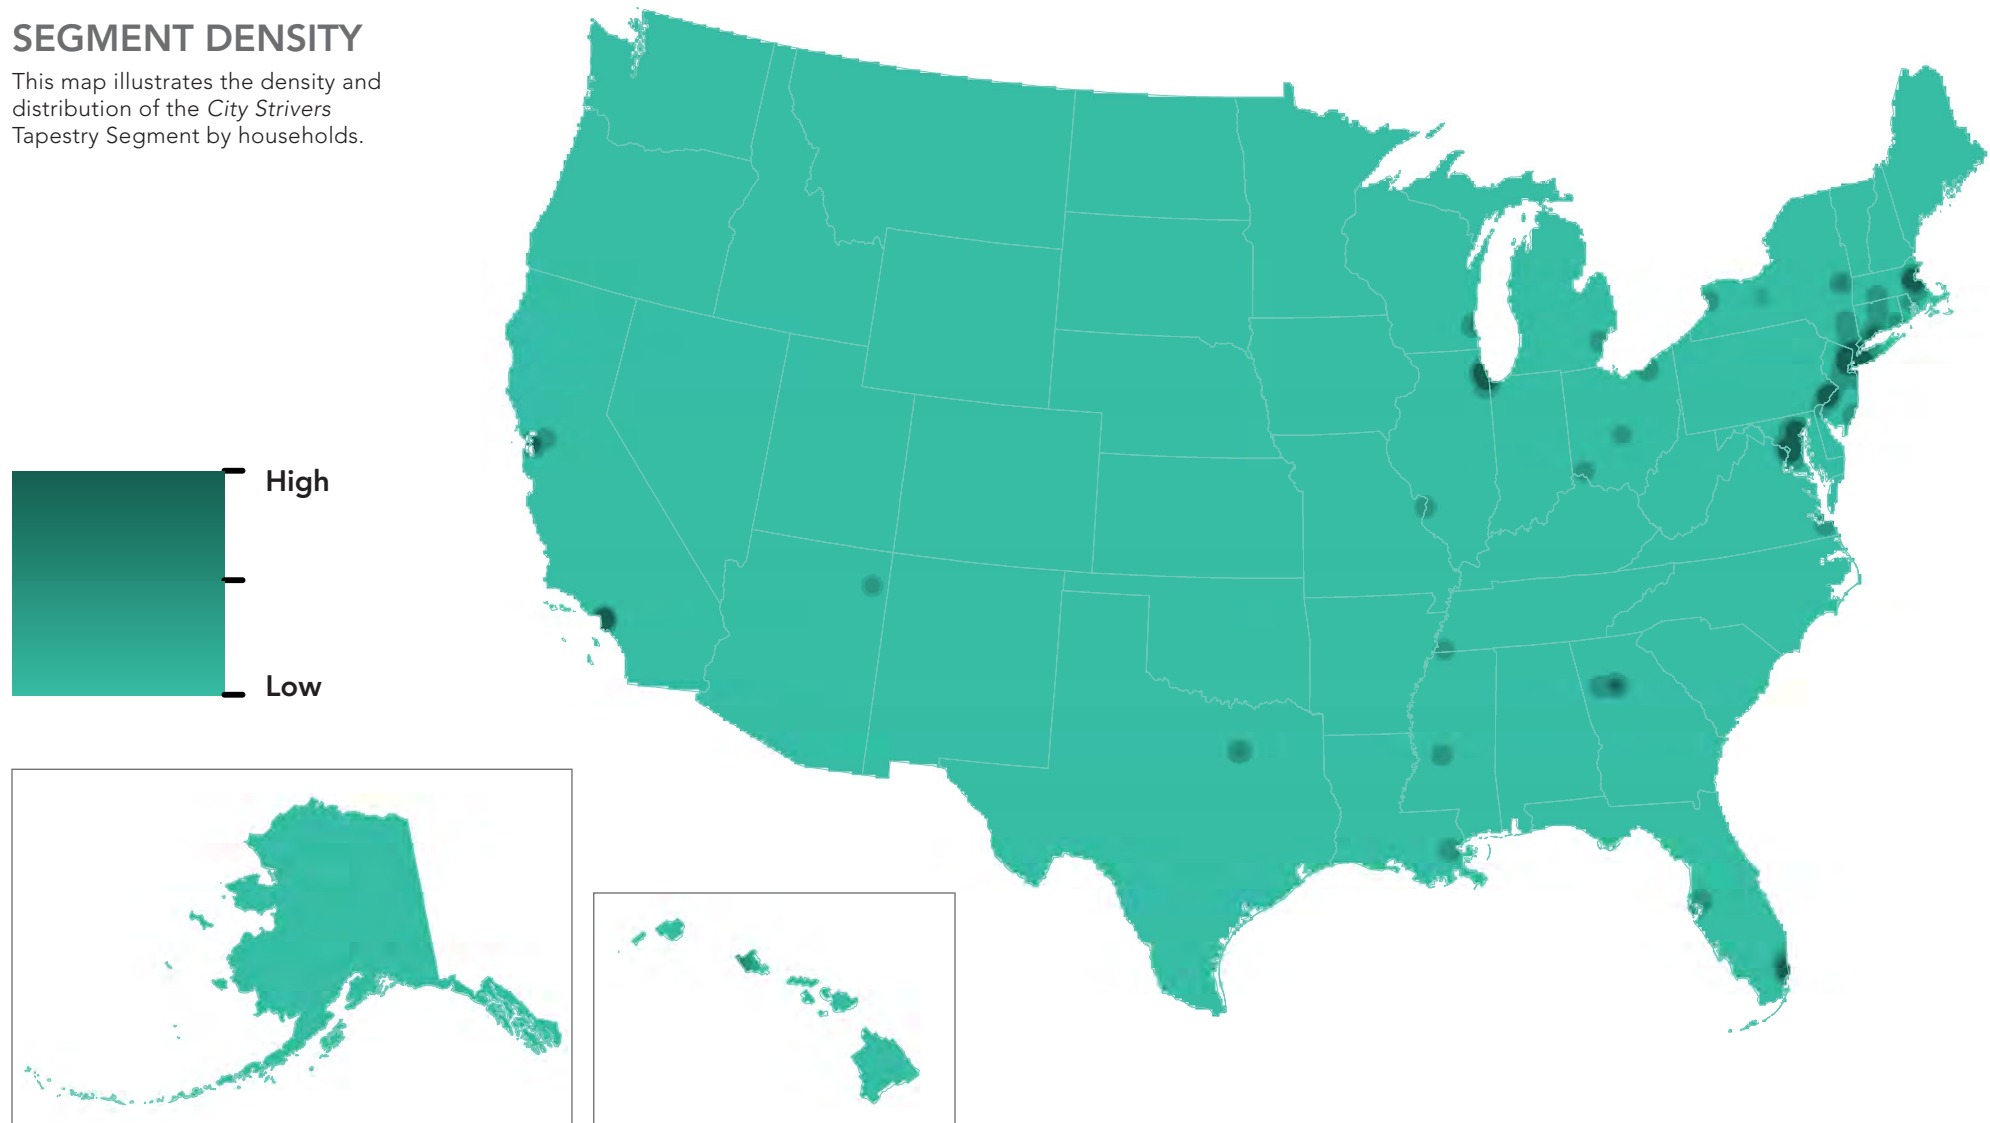 SEGMENT DENSITY
This map illustrates the density and
distribution of the City Strivers
Tapestry Segment by households.
High
Low